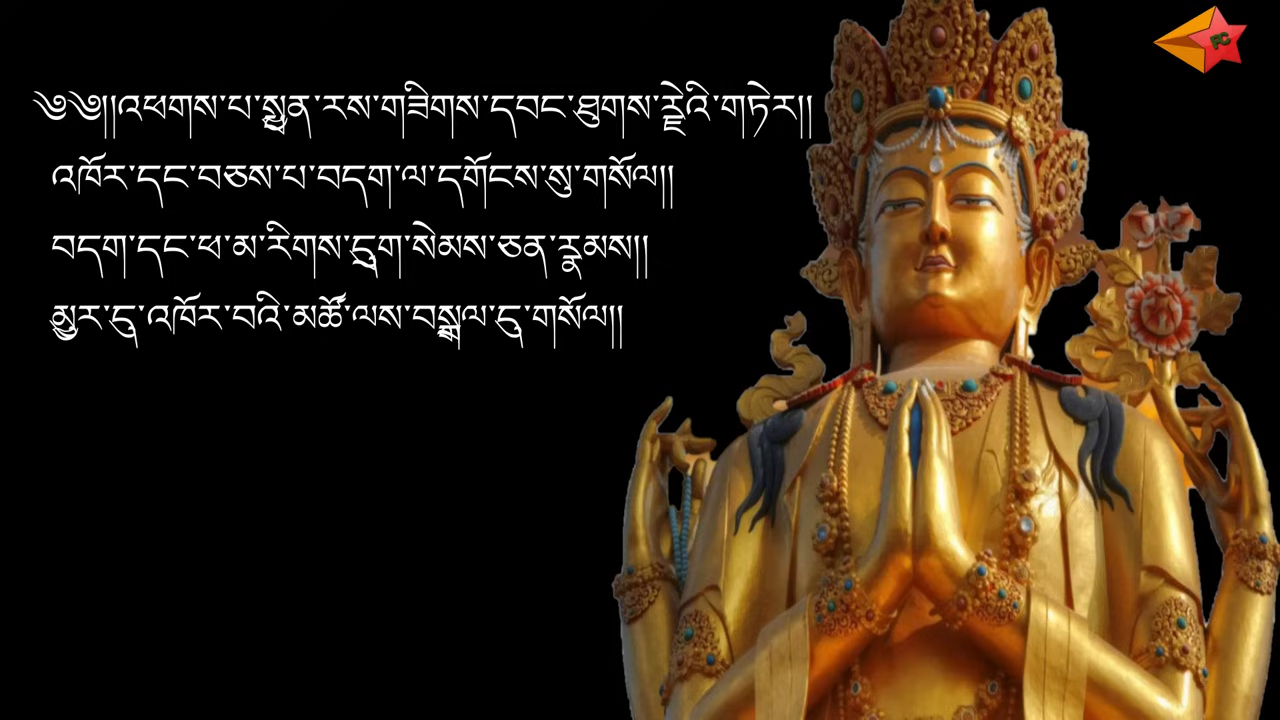 ༄༅།།འཕགས་པ་སྤྱན་རས་གཟིགས་དབང་ཐུགས་རྗེའི་གཏེར།།
འཁོར་དང་བཅས་པ་བདག་ལ་དགོངས་སུ་གསོལ།།
བདག་དང་ཕ་མ་རིགས་དྲུག་སེམས་ཅན་རྣམས།།
མྱུར་དུ་འཁོར་བའི་མཚོ་ལས་བསྒྲལ་དུ་གསོལ།།